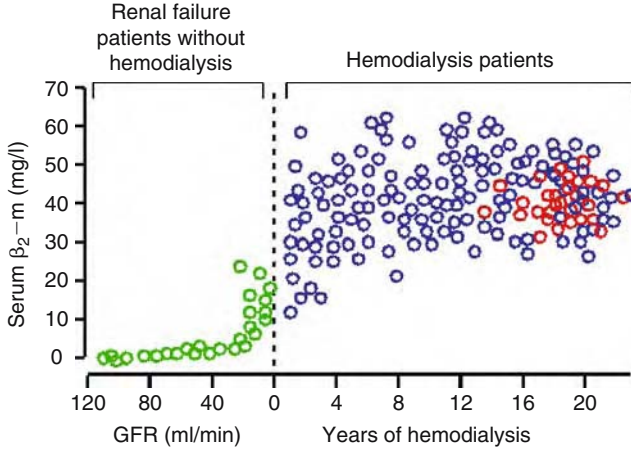 Renal failure
patients without
hemodialysis
Hemodialysis patients
Serum β₂−m (mg/l)
70
60
50
40
30
20
10
0
120 80 40 0 4 8 12 16 20
GFR (ml/min) Years of hemodialysis